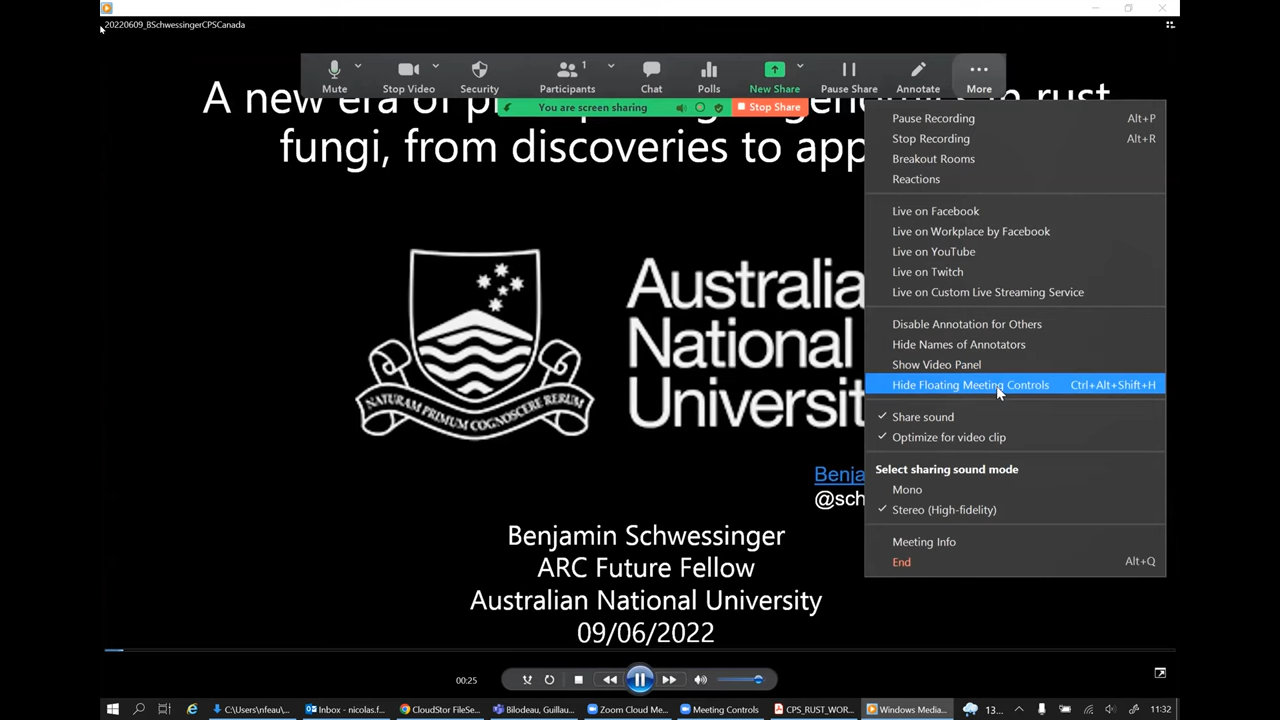 20220609_BSchwessingerCPSCanada
Mute
Stop Video
Security
1
Participants
Chat
Polls
New Share
Pause Share
Annotate
More
You are screen sharing
Stop Share
A new era of in rust
fungi, from discoveries to
Pause Recording Alt+P
Stop Recording Alt+R
Breakout Rooms
Reactions
Live on Facebook
Live on Workplace by Facebook
Live on YouTube
Live on Twitch
Live on Custom Live Streaming Service
Disable Annotation for Others
Hide Names of Annotators
Show Video Panel
Hide Floating Meeting Controls Ctrl+Alt+Shift+H
Share sound
Optimize for video clip
Select sharing sound mode
Mono
Stereo (High-fidelity)
Meeting Info
End Alt+Q
Australia
National
Universit
NATURAM PRIMUM COGNOSCERE RERUM
Benja
@sch
Benjamin Schwessinger
ARC Future Fellow
Australian National University
09/06/2022
00:25
C:\Users\nfeau/...
Inbox - nicolas.f...
CloudStor FileSe...
Bilodeau, Guillau...
Zoom Cloud Me...
Meeting Controls
CPS_RUST_WOR...
Windows Media...
13...
11:32